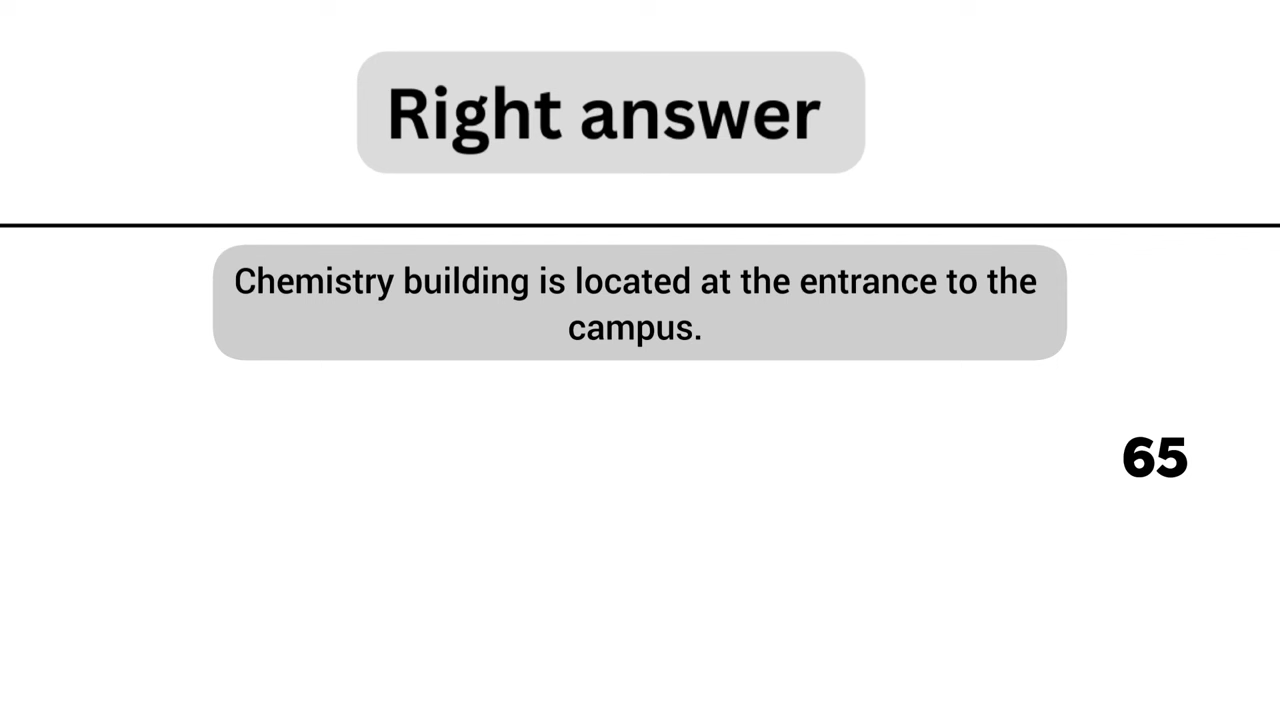 Right answer
Chemistry building is located at the entrance to the
campus.
65